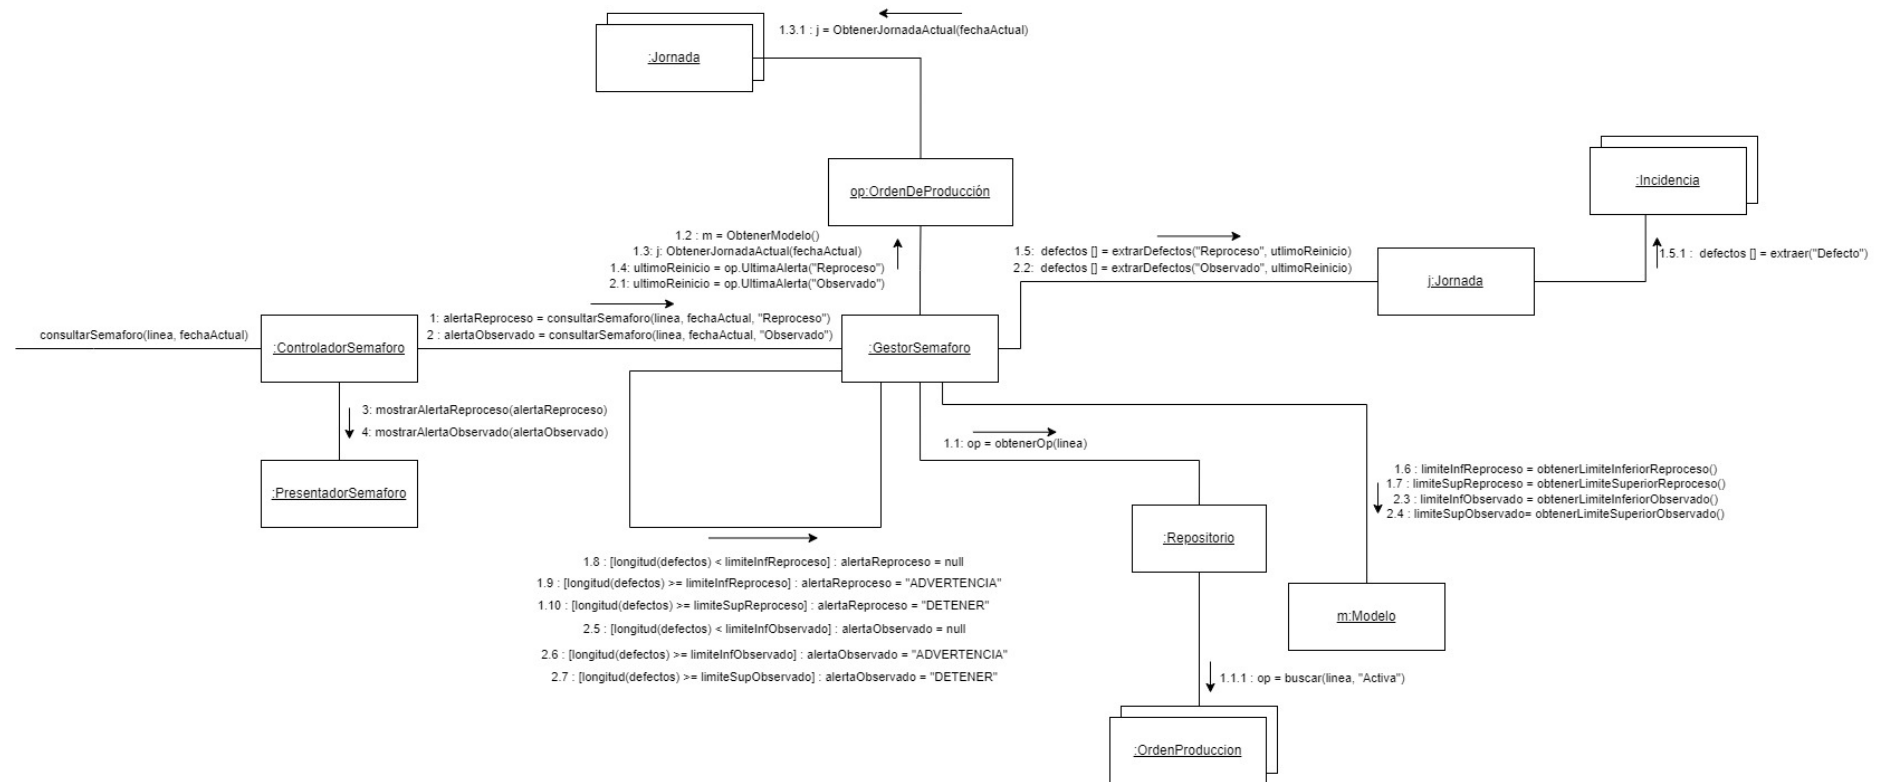 1.3.1 : j = ObtenerJornadaActual(fechaActual)
:Jornada
:Incidencia
op:OrdenDeProducción
1.2 : m = ObtenerModelo()
1.3: j: ObtenerJornadaActual(fechaActual)
1.4: ultimoReinicio = op.UltimaAlerta("Reproceso")
2.1: ultimoReinicio = op.UltimaAlerta("Observado")
1.5:  defectos [] = extrarDefectos("Reproceso", utlimoReinicio)
2.2:  defectos [] = extrarDefectos("Observado", ultimoReinicio)
1.5.1 :  defectos [] = extraer("Defecto")
j:Jornada
consultarSemaforo(linea, fechaActual)
1: alertaReproceso = consultarSemaforo(linea, fechaActual, "Reproceso")
2 : alertaObservado = consultarSemaforo(linea, fechaActual, "Observado")
:ControladorSemaforo
:GestorSemaforo
3: mostrarAlertaReproceso(alertaReproceso)
4: mostrarAlertaObservado(alertaObservado)
1.1: op = obtenerOp(linea)
:PresentadorSemaforo
1.6 : limiteInfReproceso = obtenerLimiteInferiorReproceso()
1.7 : limiteSupReproceso = obtenerLimiteSuperiorReproceso()
2.3 : limiteInfObservado = obtenerLimiteInferiorObservado()
2.4 : limiteSupObservado= obtenerLimiteSuperiorObservado()
:Repositorio
1.8 : [longitud(defectos) < limiteInfReproceso] : alertaReproceso = null
1.9 : [longitud(defectos) >= limiteInfReproceso] : alertaReproceso = "ADVERTENCIA"
1.10 : [longitud(defectos) >= limiteSupReproceso] : alertaReproceso = "DETENER"
2.5 : [longitud(defectos) < limiteInfObservado] : alertaObservado = null
2.6 : [longitud(defectos) >= limiteInfObservado] : alertaObservado = "ADVERTENCIA"
2.7 : [longitud(defectos) >= limiteSupObservado] : alertaObservado = "DETENER"
m:Modelo
1.1.1 : op = buscar(linea, "Activa")
:OrdenProduccion